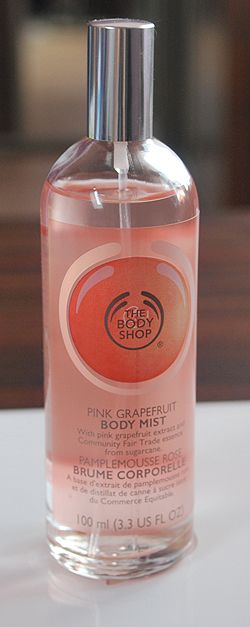 THE
BODY
SHOP
®
PINK GRAPEFRUIT
BODY MIST
With pink grapefruit extract and
Community Fair Trade essence
from sugarcane.
PAMPLEMOUSSE ROSE
BRUME CORPORELLE
A base d'extrait de pamplemousse
et de distillat de canne à sucre
du Commerce Equitable.
100 ml (3.3 US FL OZ)